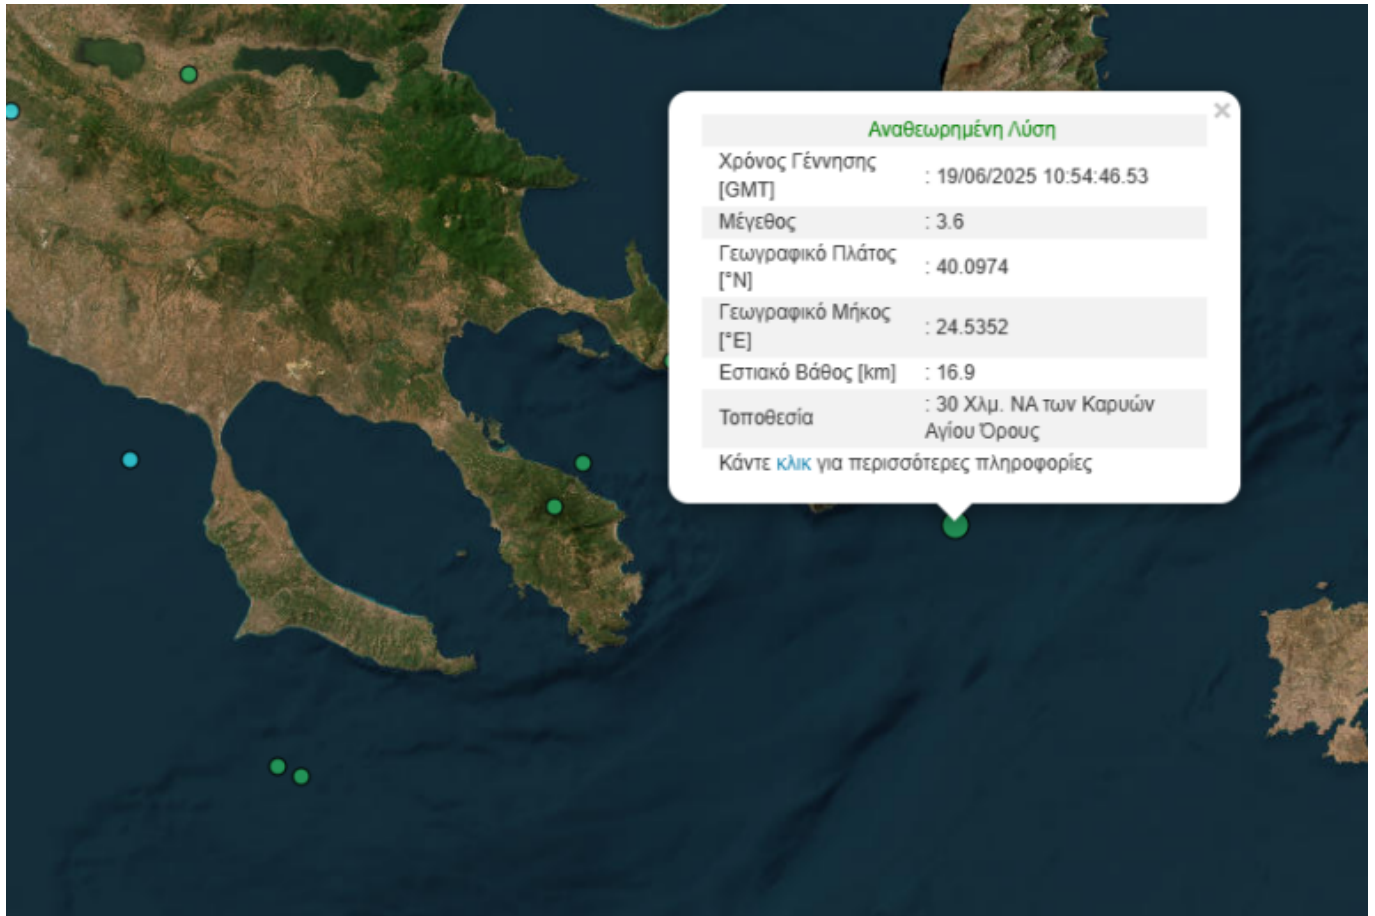 Αναθεωρημένη Λύση
Χρόνος Γέννησης
[GMT]
: 19/06/2025 10:54:46.53
Μέγεθος
: 3.6
Γεωγραφικό Πλάτος
[°N]
: 40.0974
Γεωγραφικό Μήκος
[°E]
: 24.5352
Εστιακό Βάθος [km]
: 16.9
Τοποθεσία
: 30 Χλμ. ΝΑ των Καρυών
Αγίου Όρους
Κάντε κλικ για περισσότερες πληροφορίες